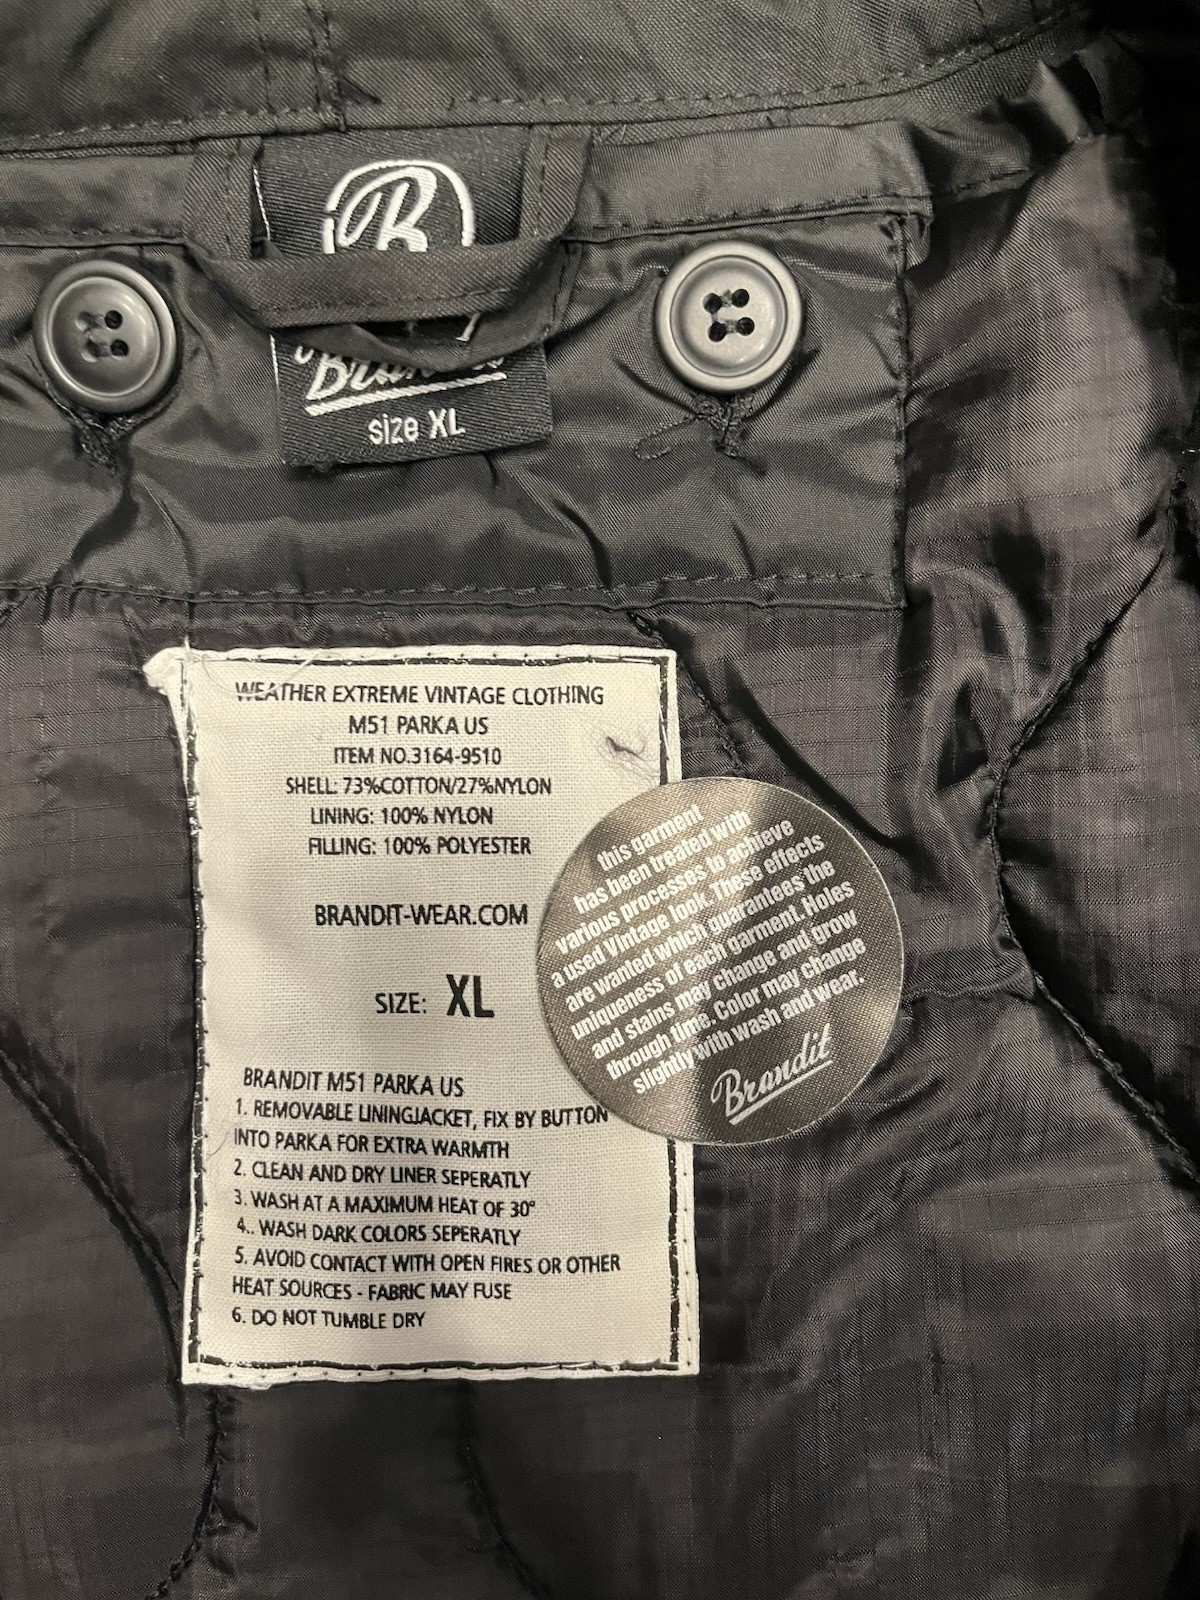 B
Brandit
size XL
WEATHER EXTREME VINTAGE CLOTHING
M51 PARKA US
ITEM NO.3164-9510
SHELL: 73%COTTON/27%NYLON
LINING: 100% NYLON
FILLING: 100% POLYESTER
BRANDIT-WEAR.COM
SIZE: XL
BRANDIT M51 PARKA US
1. REMOVABLE LININGJACKET, FIX BY BUTTON
INTO PARKA FOR EXTRA WARMTH
2. CLEAN AND DRY LINER SEPERATLY
3. WASH AT A MAXIMUM HEAT OF 30°
4.. WASH DARK COLORS SEPERATLY
5. AVOID CONTACT WITH OPEN FIRES OR OTHER
HEAT SOURCES - FABRIC MAY FUSE
6. DO NOT TUMBLE DRY
this garment
has been treated with
various processes to achieve
a used Vintage look. These effects
are wanted which guarantees the
uniqueness of each garment. Holes
and stains may change and grow
through time. Color may change
slightly with wash and wear.
Brandit